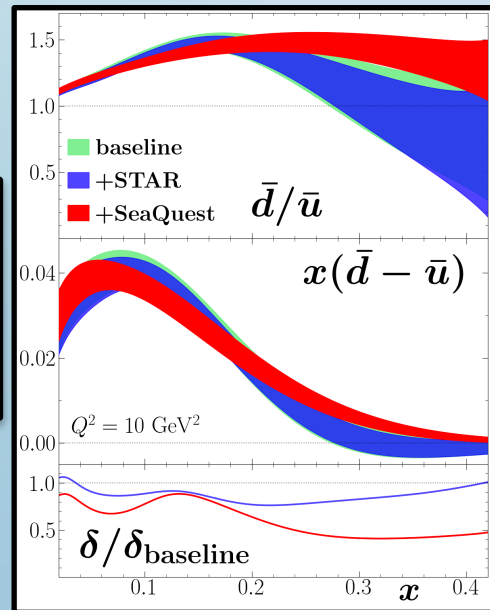 1.5
1.0
0.5
baseline
+STAR
+SeaQuest
d̄/ū
0.04
0.02
0.00
x(d̄ − ū)
Q² = 10 GeV²
1.0
0.5
δ/δbaseline
0.1 0.2 0.3 x 0.4